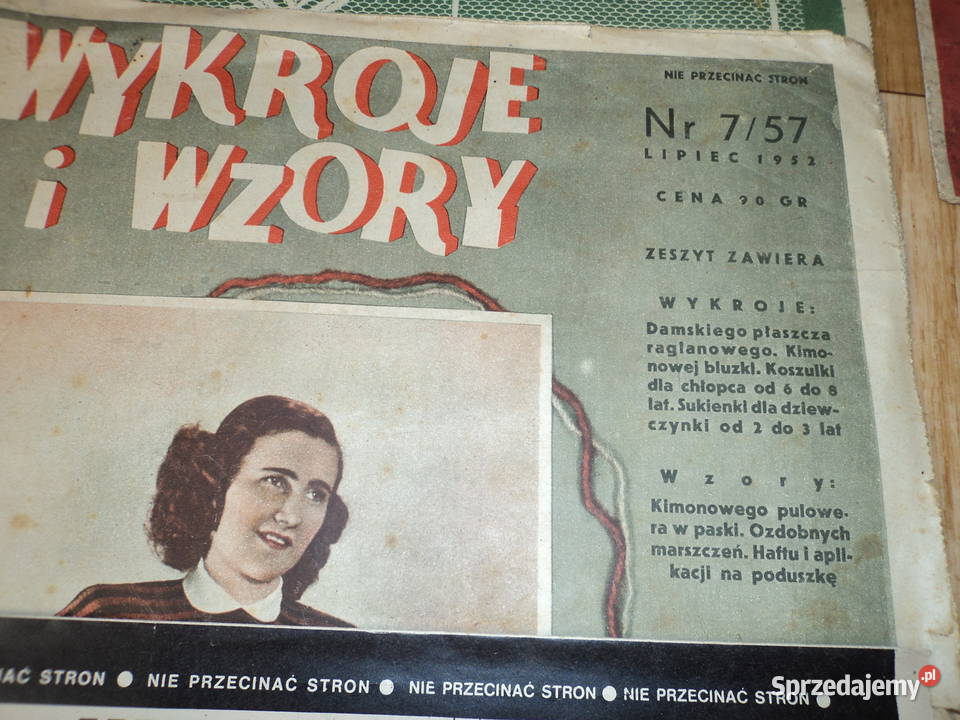 WYKROJE
i WZORY
NIE PRZECINAĆ STRON
Nr 7/57
LIPIEC 1952
CENA 90 GR
ZESZYT ZAWIERA
WYKROJE:
Damskiego płaszcza
raglanowego. Kimo-
nowej bluzki. Koszulki
dla chłopca od 6 do 8
lat. Sukienki dla dziew-
czynki od 2 do 3 lat
Wzory:
Kimonowego pulowe-
ra w paski. Ozdobnych
marszczeń. Haftu i apli-
kacji na poduszkę
NAĆ STRON ● NIE PRZECINAĆ STRON ● NIE PRZECINAĆ STRON ● NIE PRZECINAĆ STRON ●
Sprzedajemy.pl